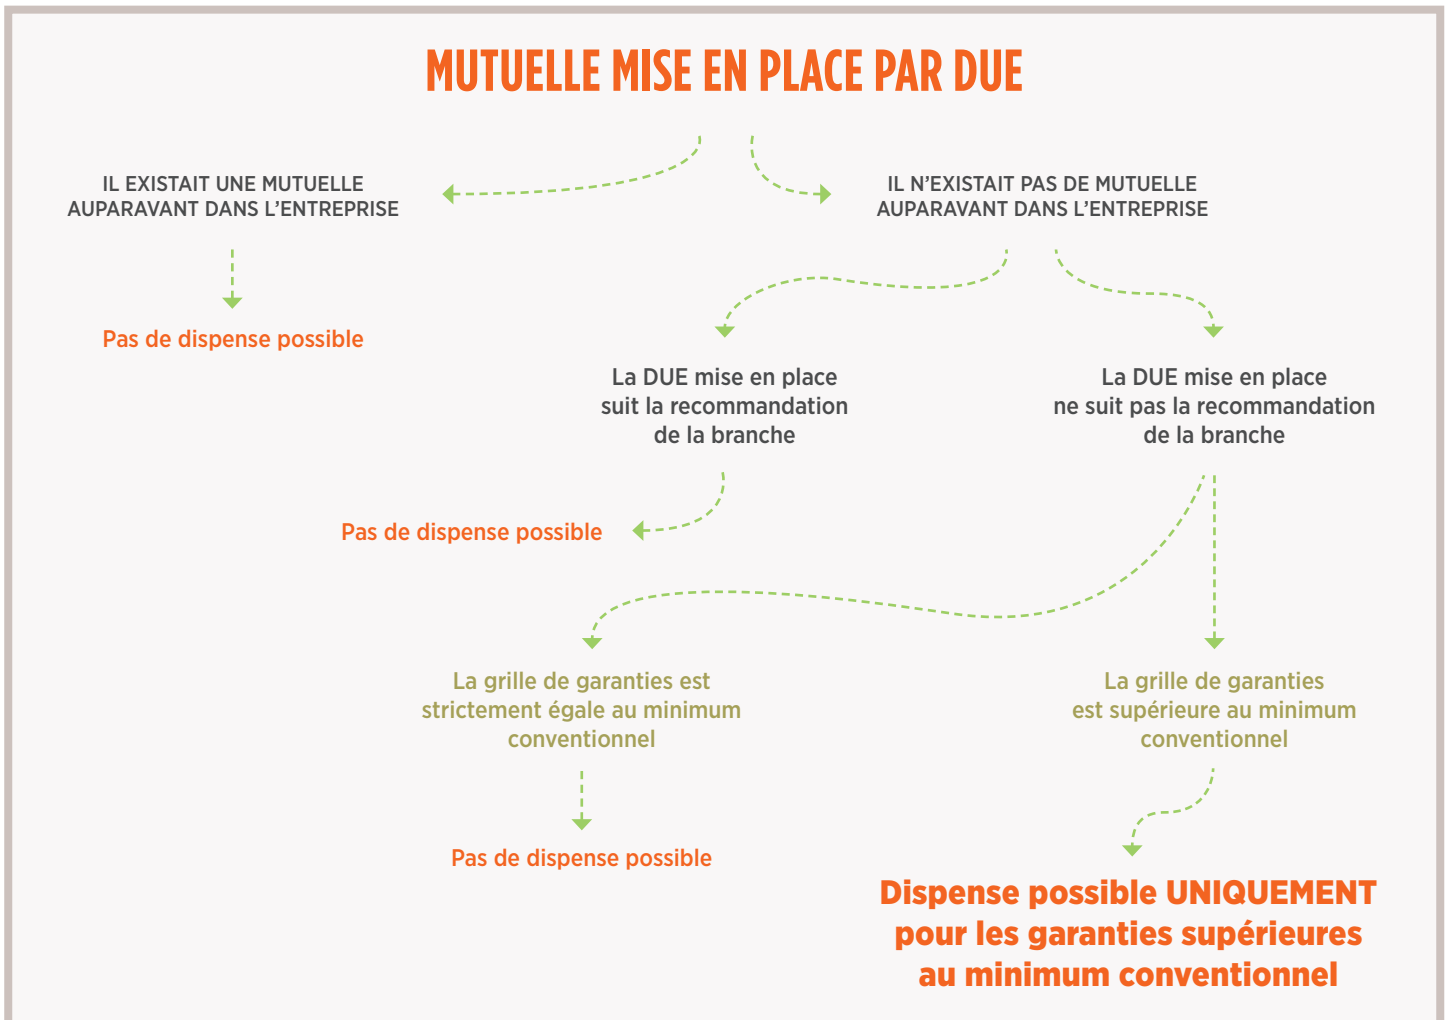 MUTUELLE MISE EN PLACE PAR DUE
IL EXISTAIT UNE MUTUELLE
AUPARAVANT DANS L'ENTREPRISE
IL N'EXISTAIT PAS DE MUTUELLE
AUPARAVANT DANS L'ENTREPRISE
Pas de dispense possible
La DUE mise en place
suit la recommandation
de la branche
La DUE mise en place
ne suit pas la recommandation
de la branche
Pas de dispense possible
La grille de garanties est
strictement égale au minimum
conventionnel
La grille de garanties
est supérieure au minimum
conventionnel
Pas de dispense possible
Dispense possible UNIQUEMENT
pour les garanties supérieures
au minimum conventionnel